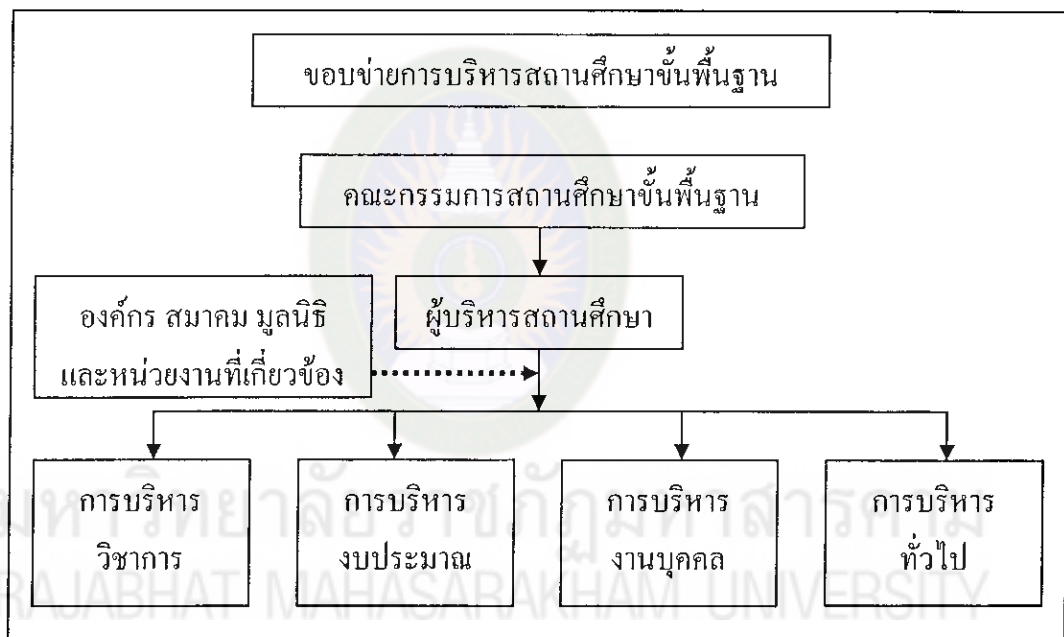 ขอบข่ายการบริหารสถานศึกษาขั้นพื้นฐาน
คณะกรรมการสถานศึกษาขั้นพื้นฐาน
องค์กร สมาคม มูลนิธิ
และหน่วยงานที่เกี่ยวข้อง
ผู้บริหารสถานศึกษา
การบริหาร
วิชาการ
การบริหาร
งบประมาณ
การบริหาร
งานบุคคล
การบริหาร
ทั่วไป
มหาวิทยาลัยราชภัฏมหาสารคาม
RAJABHAT MAHASARAKHAM UNIVERSITY